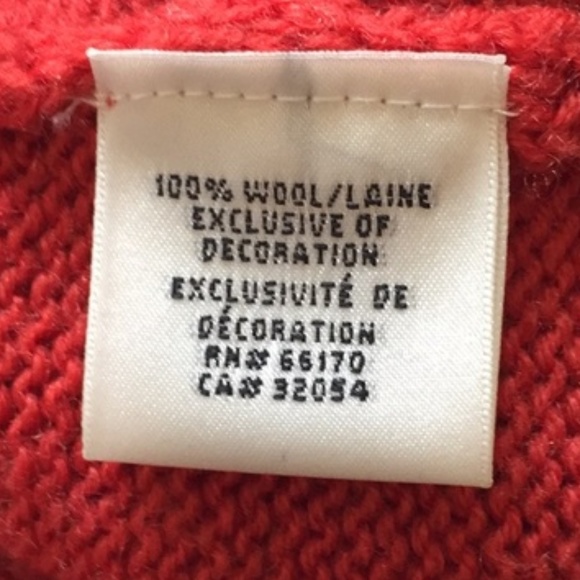 100% WOOL/LAINE
EXCLUSIVE OF
DECORATION
EXCLUSIVITÉ DE
DÉCORATION
RN# 66170
CA# 32054